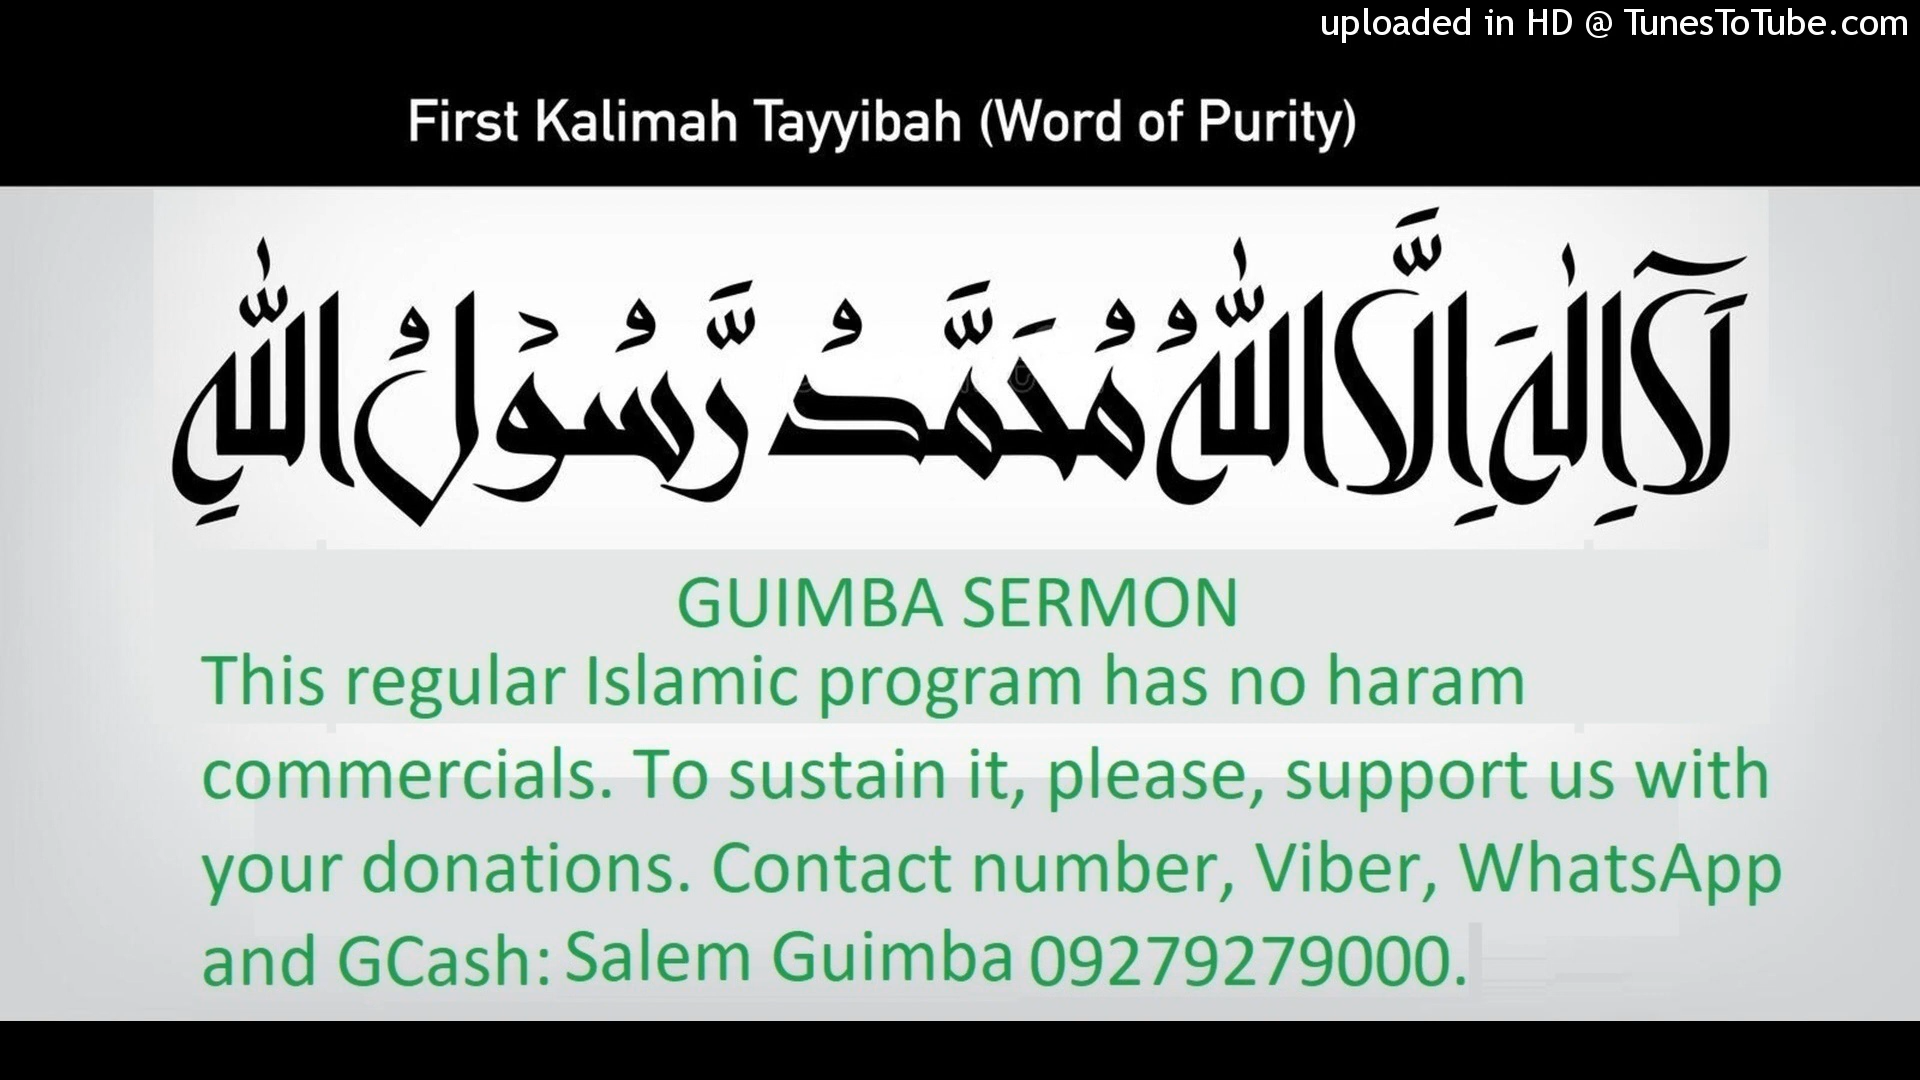 uploaded in HD @ TunesToTube.com
First Kalimah Tayyibah (Word of Purity)
لَآ اِلٰهَ اِلَّا اللّٰهُ مُحَمَّدٌ رَّسُوْلُ اللّٰهِ
GUIMBA SERMON
This regular Islamic program has no haram
commercials. To sustain it, please, support us with
your donations. Contact number, Viber, WhatsApp
and GCash: Salem Guimba 09279279000.